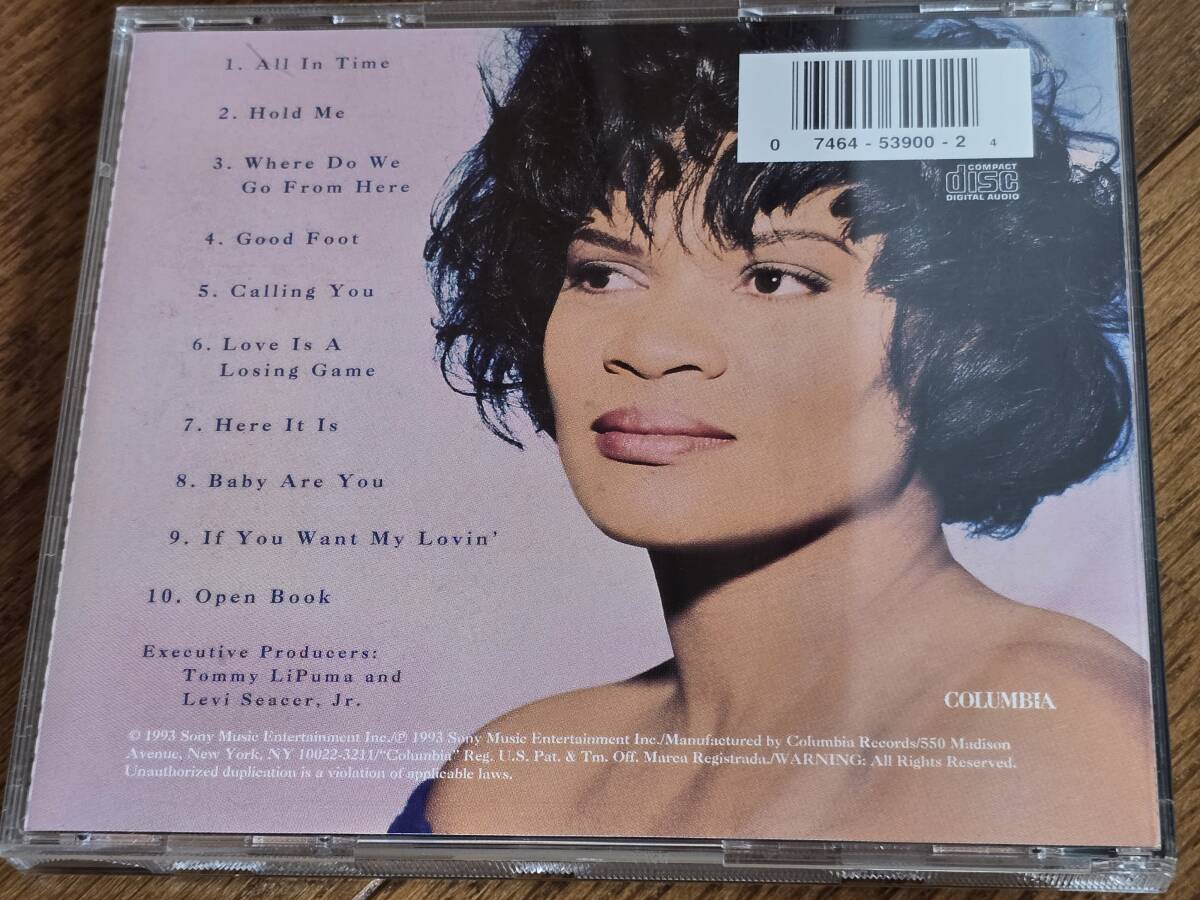 1. All In Time
2. Hold Me
3. Where Do We
Go From Here
4. Good Foot
5. Calling You
6. Love Is A
Losing Game
7. Here It Is
8. Baby Are You
9. If You Want My Lovin'
10. Open Book
Executive Producers:
Tommy LiPuma and
Levi Seacer, Jr.
0 7464 - 53900 - 2 4
COMPACT
disc
DIGITAL AUDIO
COLUMBIA
© 1993 Sony Music Entertainment Inc./℗ 1993 Sony Music Entertainment Inc./Manufactured by Columbia Records/550 Madison
Avenue, New York, NY 10022-3211/"Columbia" Reg. U.S. Pat. & Tm. Off. Marca Registrada./WARNING: All Rights Reserved.
Unauthorized duplication is a violation of applicable laws.